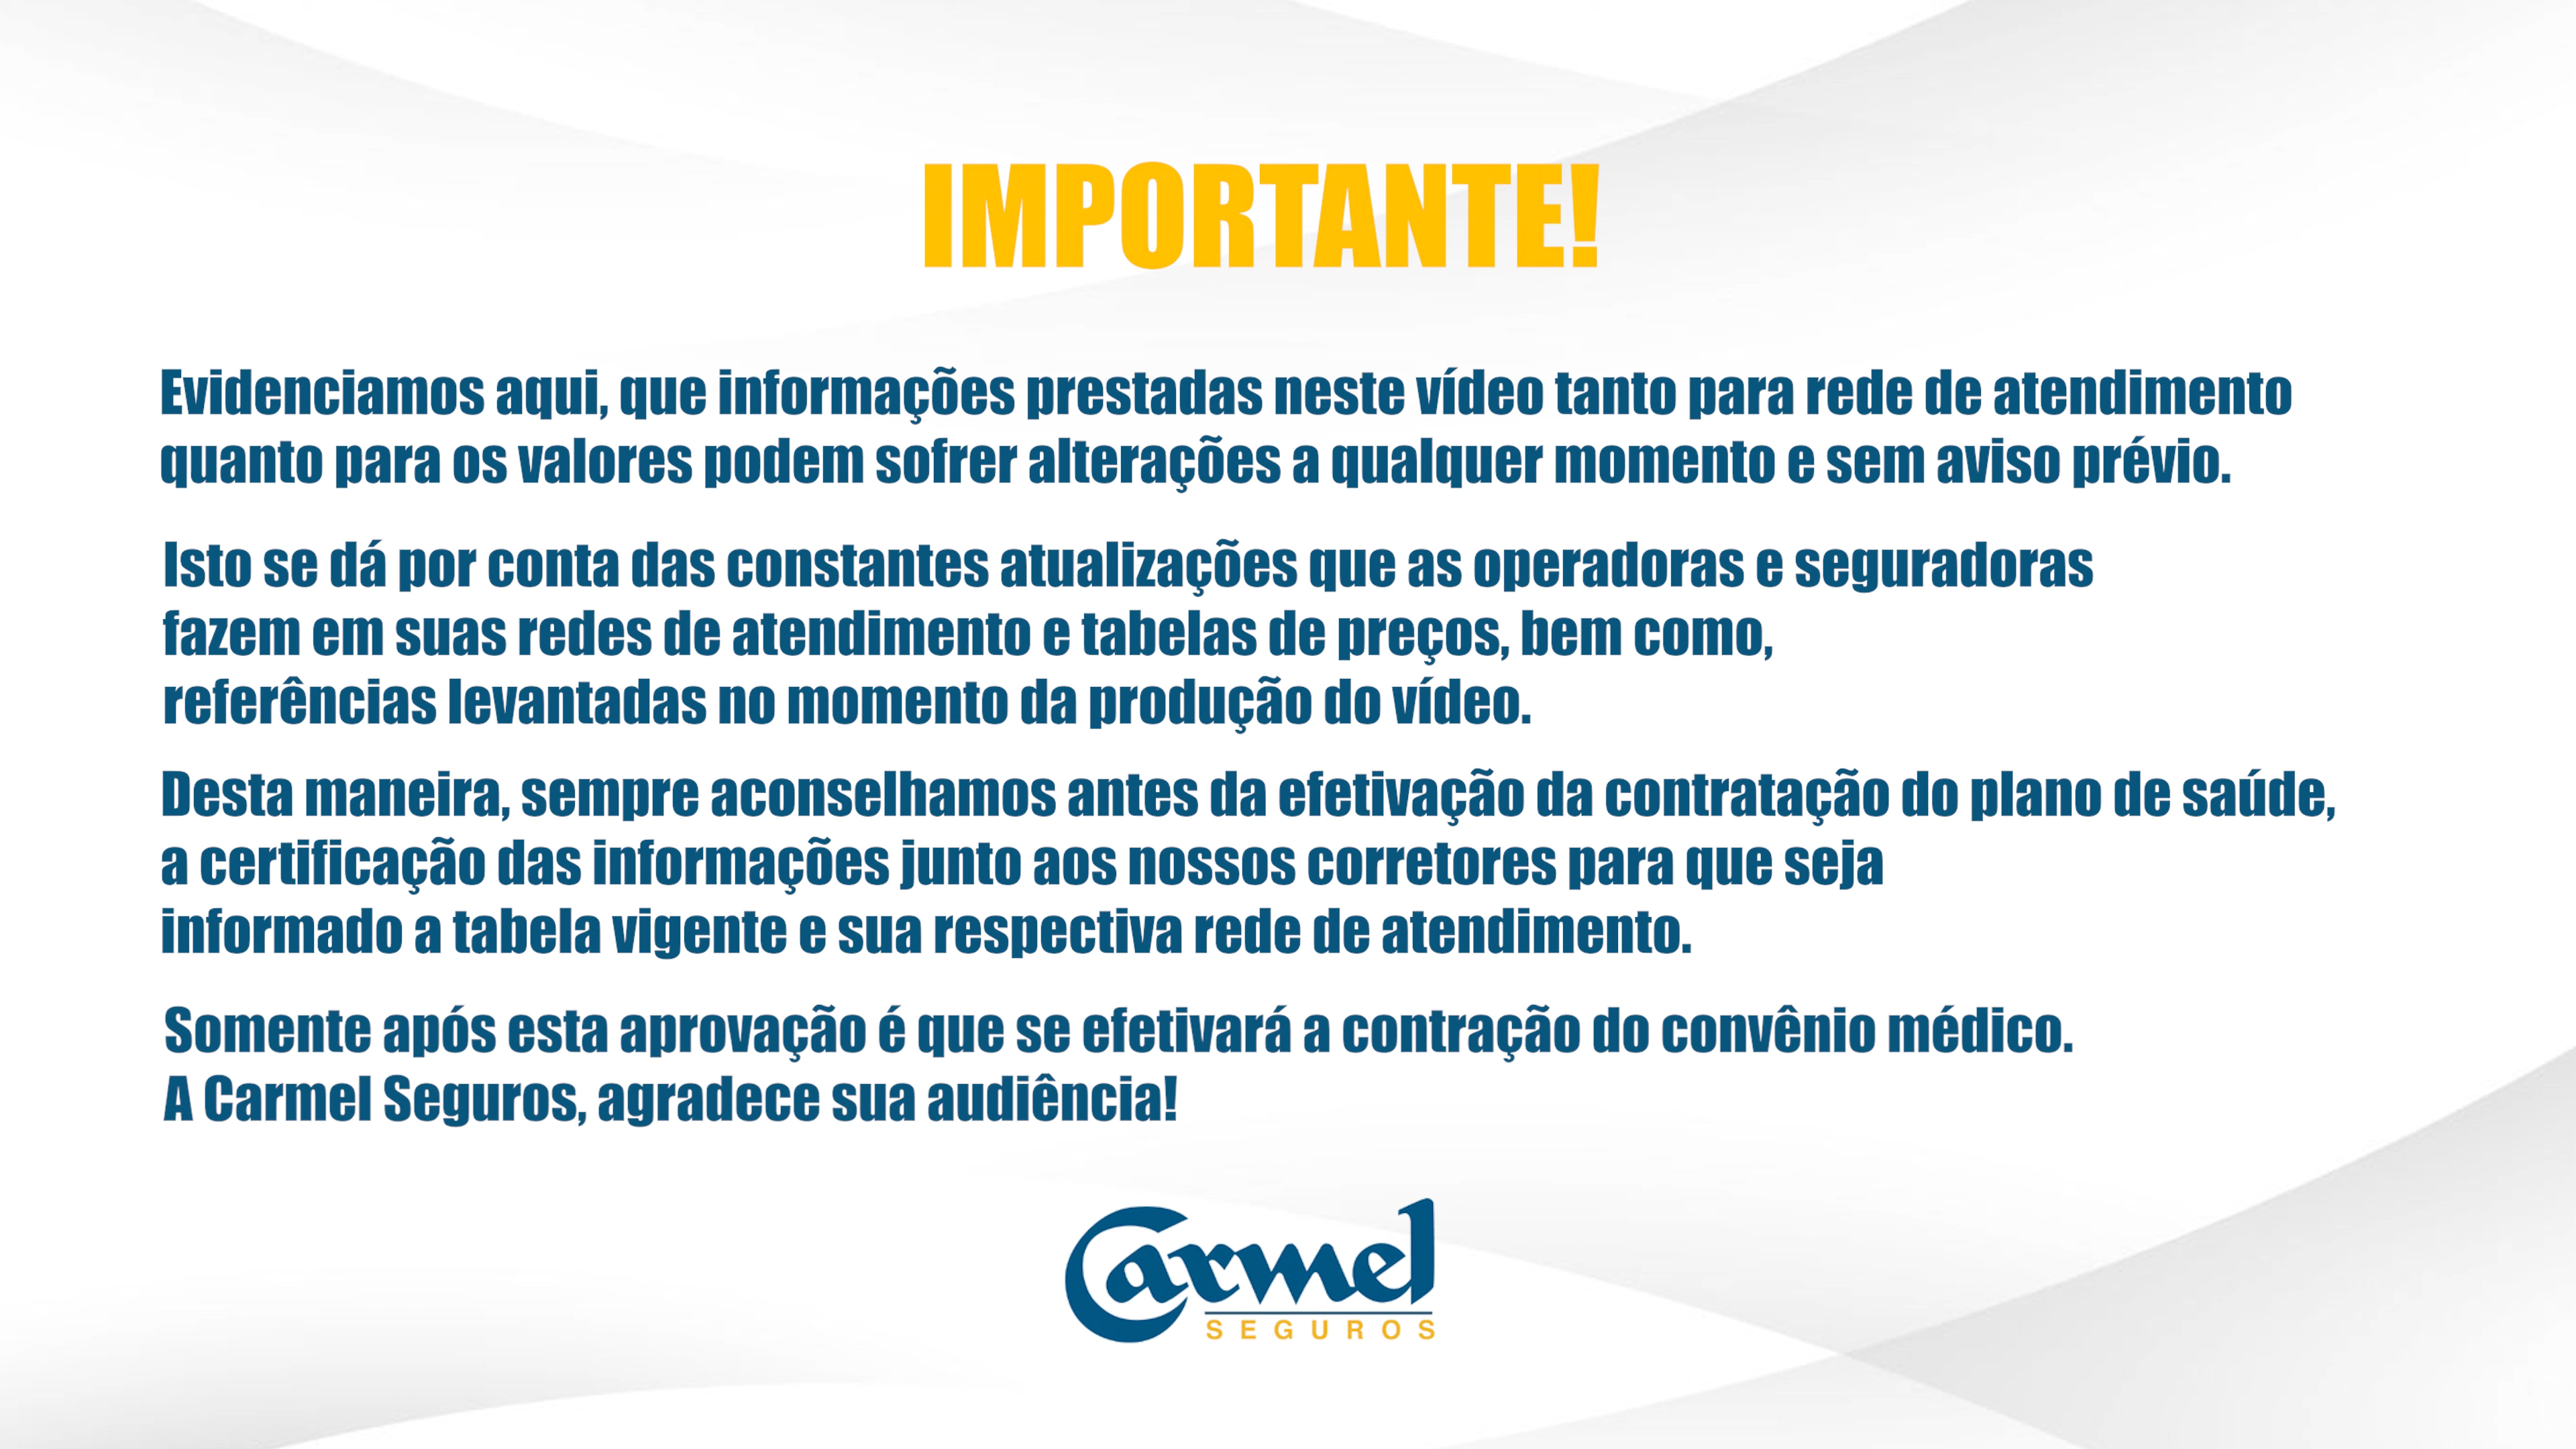 IMPORTANTE!
Evidenciamos aqui, que informações prestadas neste vídeo tanto para rede de atendimento
quanto para os valores podem sofrer alterações a qualquer momento e sem aviso prévio.
Isto se dá por conta das constantes atualizações que as operadoras e seguradoras
fazem em suas redes de atendimento e tabelas de preços, bem como,
referências levantadas no momento da produção do vídeo.
Desta maneira, sempre aconselhamos antes da efetivação da contratação do plano de saúde,
a certificação das informações junto aos nossos corretores para que seja
informado a tabela vigente e sua respectiva rede de atendimento.
Somente após esta aprovação é que se efetivará a contração do convênio médico.
A Carmel Seguros, agradece sua audiência!
Carmel
SEGUROS